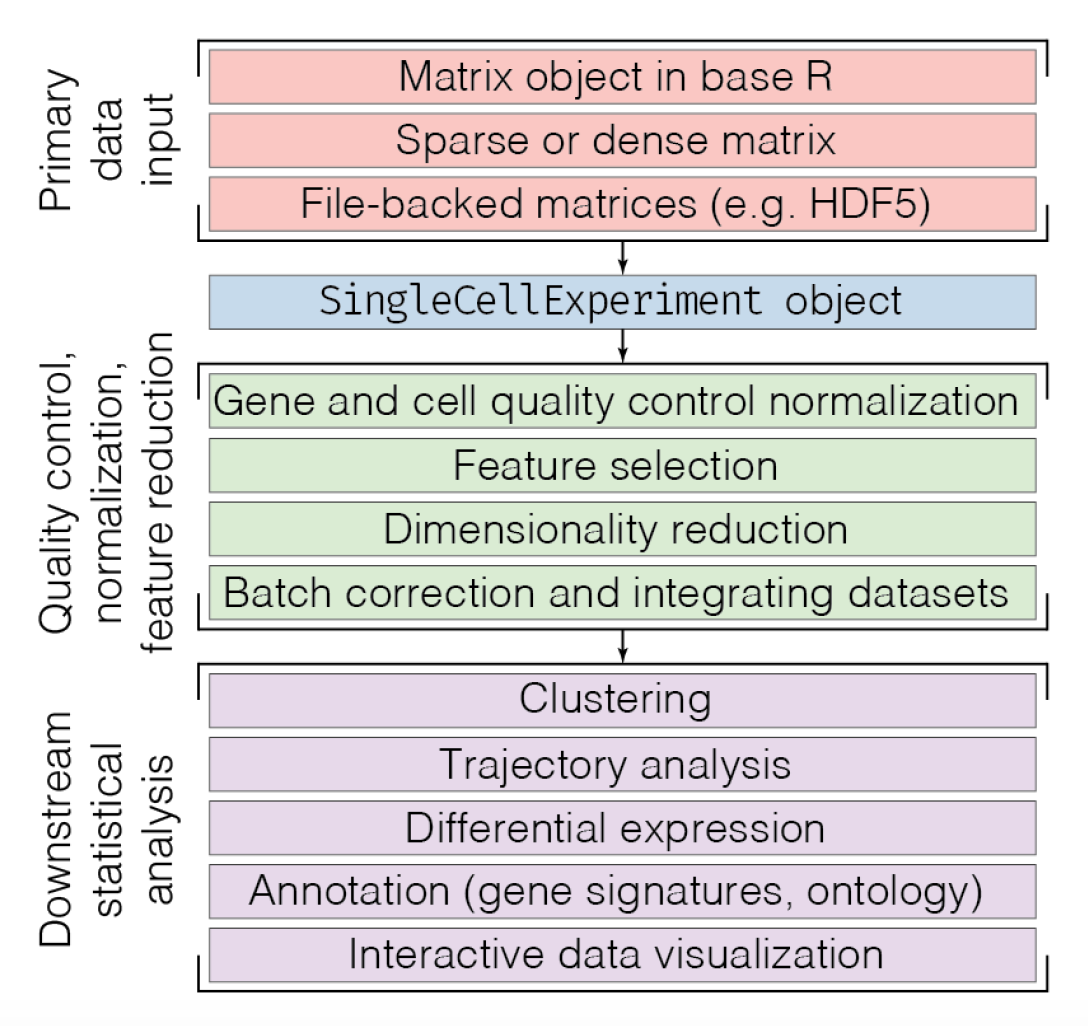 Primary
data
input
Matrix object in base R
Sparse or dense matrix
File-backed matrices (e.g. HDF5)
SingleCellExperiment object
Quality control,
normalization,
feature reduction
Gene and cell quality control normalization
Feature selection
Dimensionality reduction
Batch correction and integrating datasets
Downstream
statistical
analysis
Clustering
Trajectory analysis
Differential expression
Annotation (gene signatures, ontology)
Interactive data visualization